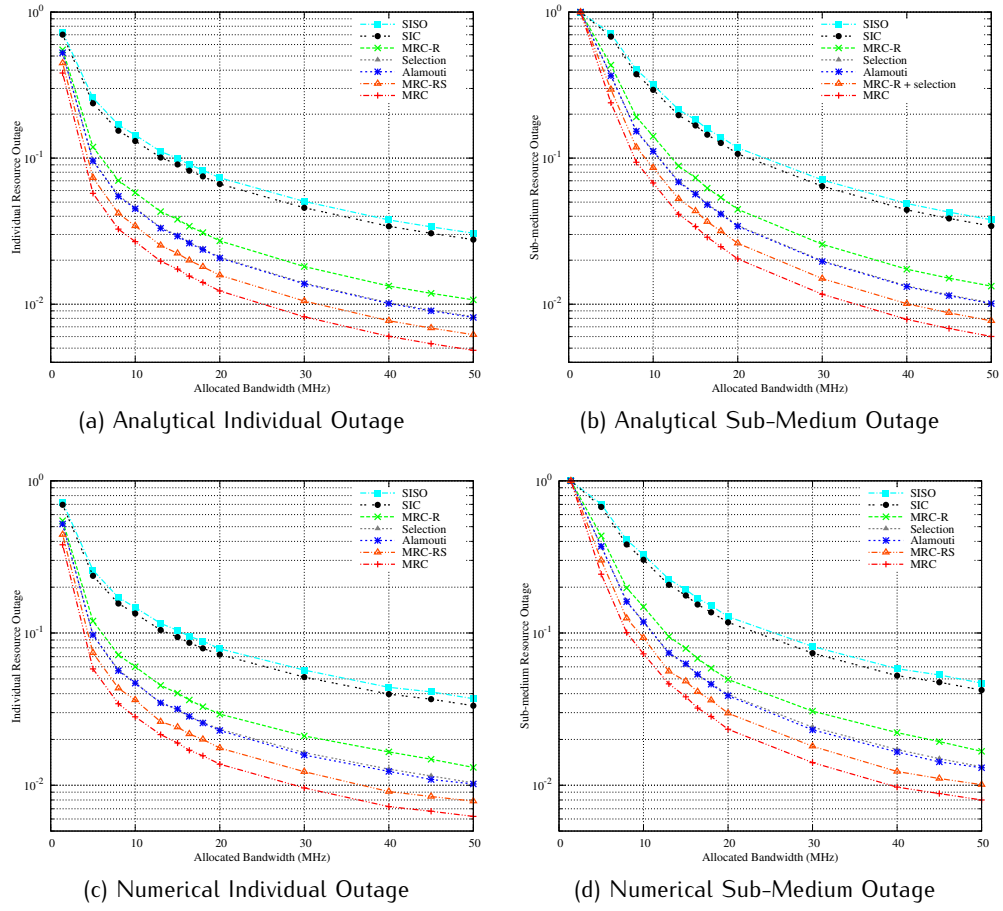 10^0
10^-1
10^-2
Individual Resource Outage
0 10 20 30 40 50
Allocated Bandwidth (MHz)
SISO
SIC
MRC-R
Selection
Alamouti
MRC-RS
MRC
(a) Analytical Individual Outage
10^0
10^-1
10^-2
Sub-medium Resource Outage
0 10 20 30 40 50
Allocated Bandwidth (MHz)
SISO
SIC
MRC-R
Selection
Alamouti
MRC-R + selection
MRC
(b) Analytical Sub-Medium Outage
10^0
10^-1
10^-2
Individual Resource Outage
0 10 20 30 40 50
Allocated Bandwidth (MHz)
SISO
SIC
MRC-R
Selection
Alamouti
MRC-RS
MRC
(c) Numerical Individual Outage
10^0
10^-1
10^-2
Sub-medium Resource Outage
0 10 20 30 40 50
Allocated Bandwidth (MHz)
SISO
SIC
MRC-R
Selection
Alamouti
MRC-RS
MRC
(d) Numerical Sub-Medium Outage